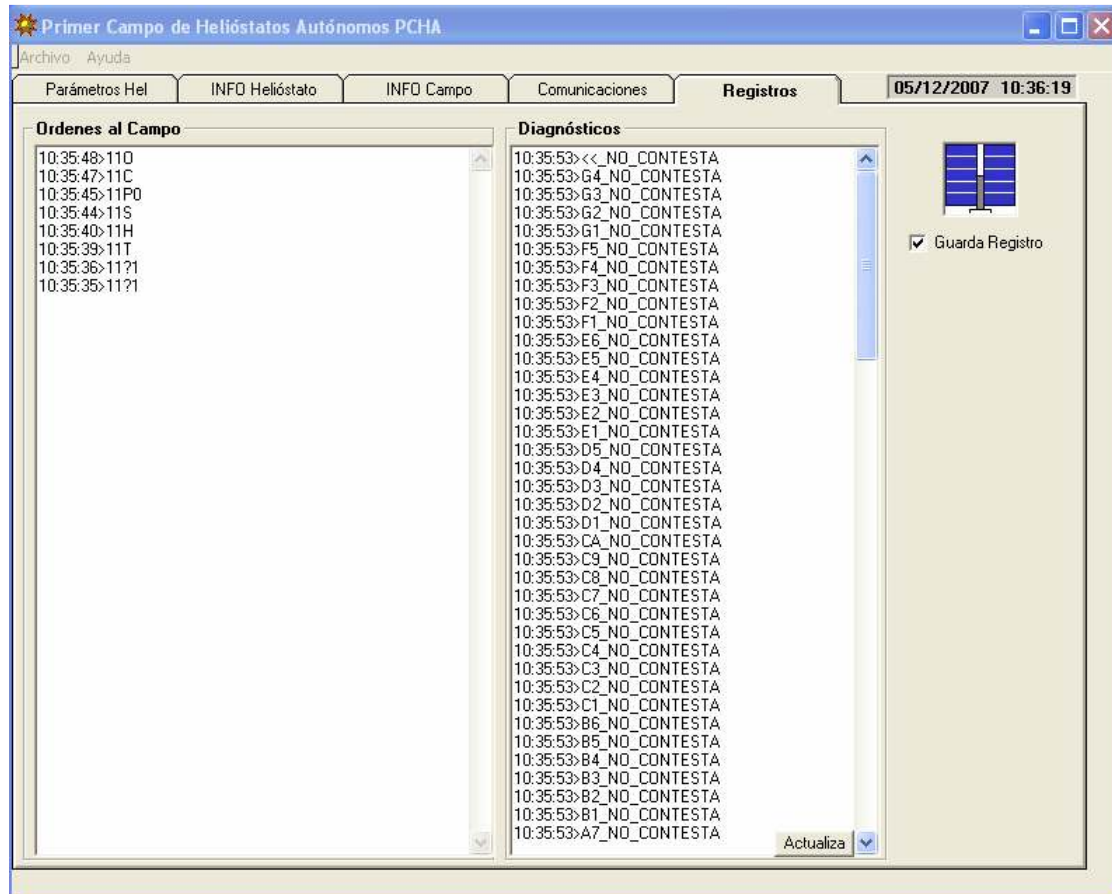 Primer Campo de Helióstatos Autónomos PCHA
Archivo Ayuda
Parámetros Hel INFO Helióstato INFO Campo Comunicaciones Registros 05/12/2007 10:36:19
Ordenes al Campo
10:35:48>11O
10:35:47>11C
10:35:45>11P0
10:35:44>11S
10:35:40>11H
10:35:39>11T
10:35:36>11?1
10:35:35>11?1
Diagnósticos
10:35:53><<_NO_CONTESTA
10:35:53>G4_NO_CONTESTA
10:35:53>G3_NO_CONTESTA
10:35:53>G2_NO_CONTESTA
10:35:53>G1_NO_CONTESTA
10:35:53>F5_NO_CONTESTA
10:35:53>F4_NO_CONTESTA
10:35:53>F3_NO_CONTESTA
10:35:53>F2_NO_CONTESTA
10:35:53>F1_NO_CONTESTA
10:35:53>E6_NO_CONTESTA
10:35:53>E5_NO_CONTESTA
10:35:53>E4_NO_CONTESTA
10:35:53>E3_NO_CONTESTA
10:35:53>E2_NO_CONTESTA
10:35:53>E1_NO_CONTESTA
10:35:53>D5_NO_CONTESTA
10:35:53>D4_NO_CONTESTA
10:35:53>D3_NO_CONTESTA
10:35:53>D2_NO_CONTESTA
10:35:53>D1_NO_CONTESTA
10:35:53>CA_NO_CONTESTA
10:35:53>C9_NO_CONTESTA
10:35:53>C8_NO_CONTESTA
10:35:53>C7_NO_CONTESTA
10:35:53>C6_NO_CONTESTA
10:35:53>C5_NO_CONTESTA
10:35:53>C4_NO_CONTESTA
10:35:53>C3_NO_CONTESTA
10:35:53>C2_NO_CONTESTA
10:35:53>C1_NO_CONTESTA
10:35:53>B6_NO_CONTESTA
10:35:53>B5_NO_CONTESTA
10:35:53>B4_NO_CONTESTA
10:35:53>B3_NO_CONTESTA
10:35:53>B2_NO_CONTESTA
10:35:53>B1_NO_CONTESTA
10:35:53>A7_NO_CONTESTA
Actualiza
Guarda Registro